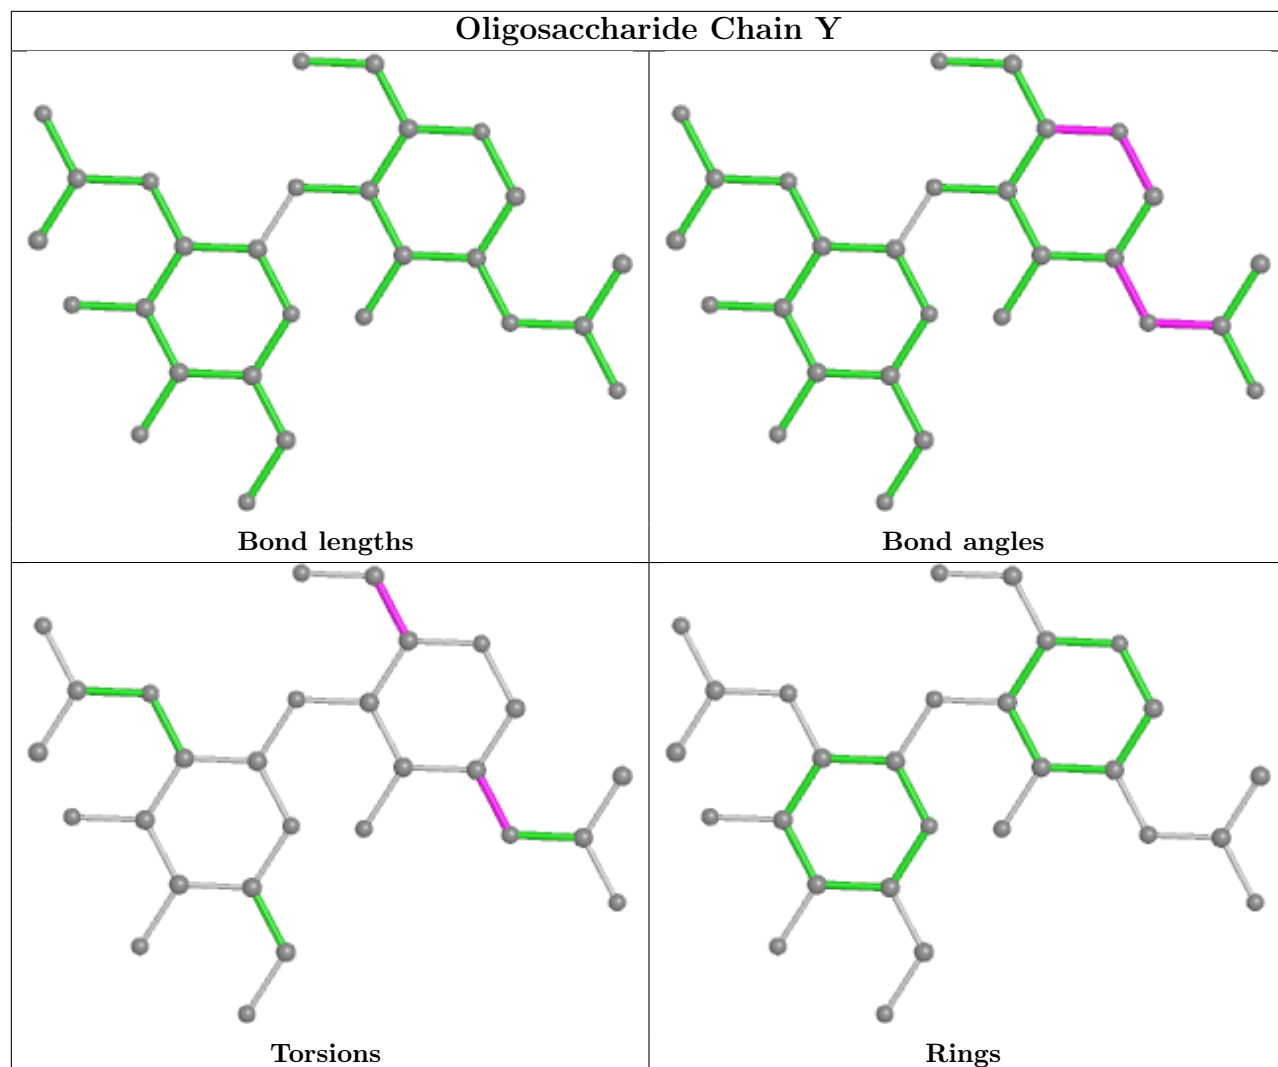 Oligosaccharide Chain Y
Bond lengths
Bond angles
Torsions
Rings